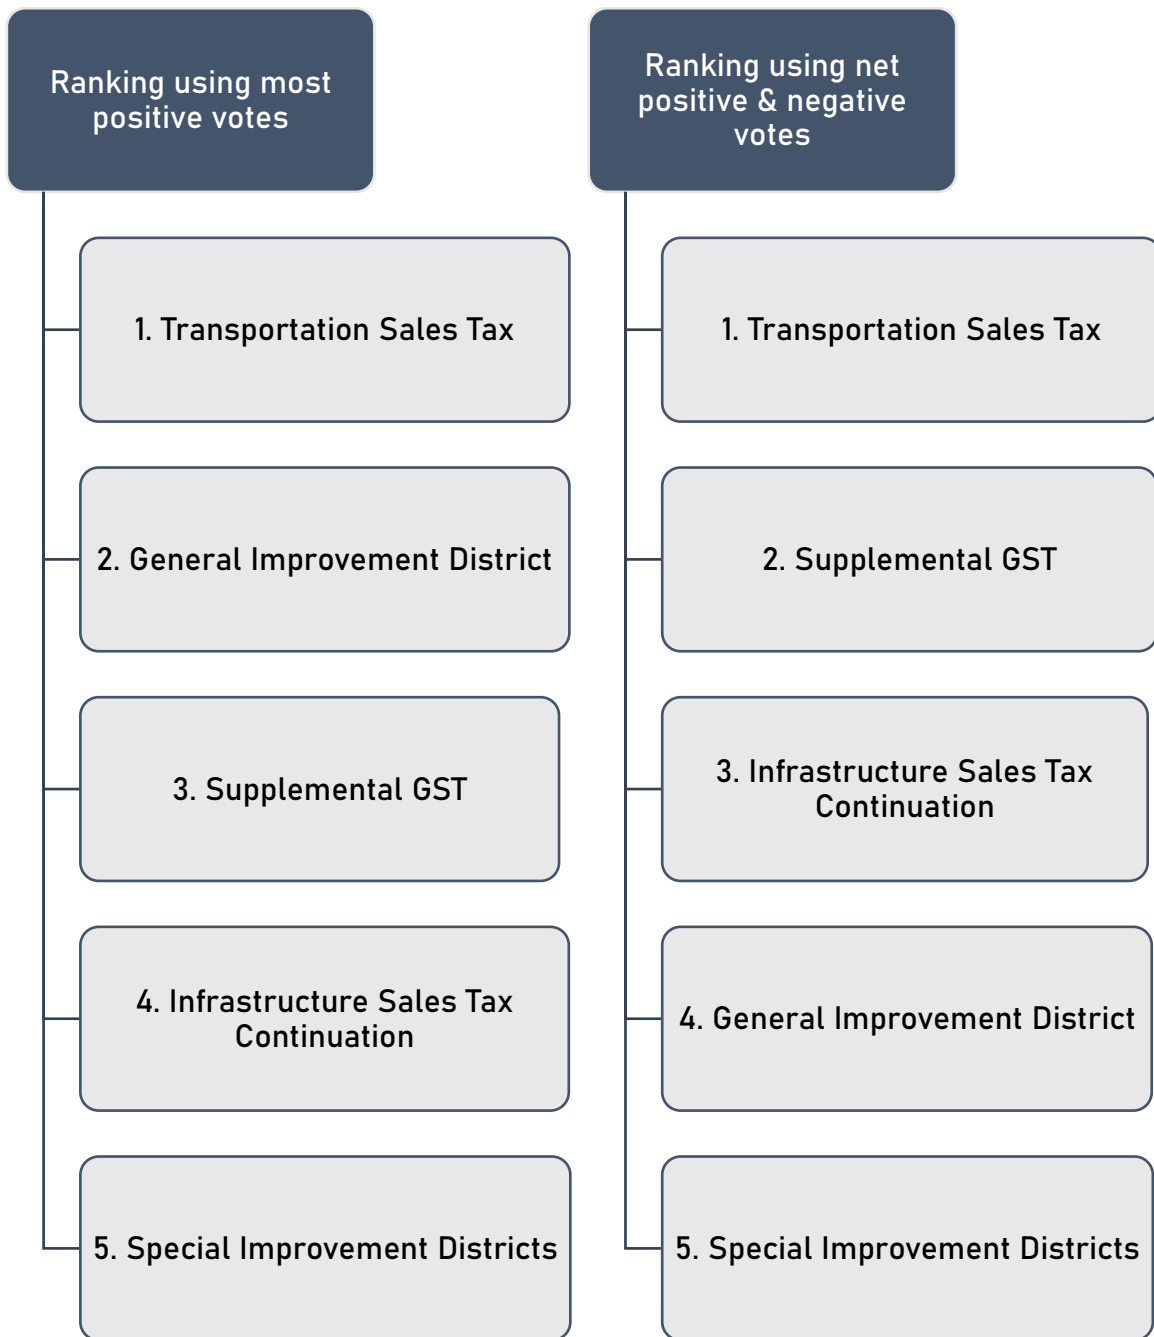 Ranking using most
positive votes
1. Transportation Sales Tax
2. General Improvement District
3. Supplemental GST
4. Infrastructure Sales Tax
Continuation
5. Special Improvement Districts
Ranking using net
positive & negative
votes
1. Transportation Sales Tax
2. Supplemental GST
3. Infrastructure Sales Tax
Continuation
4. General Improvement District
5. Special Improvement Districts